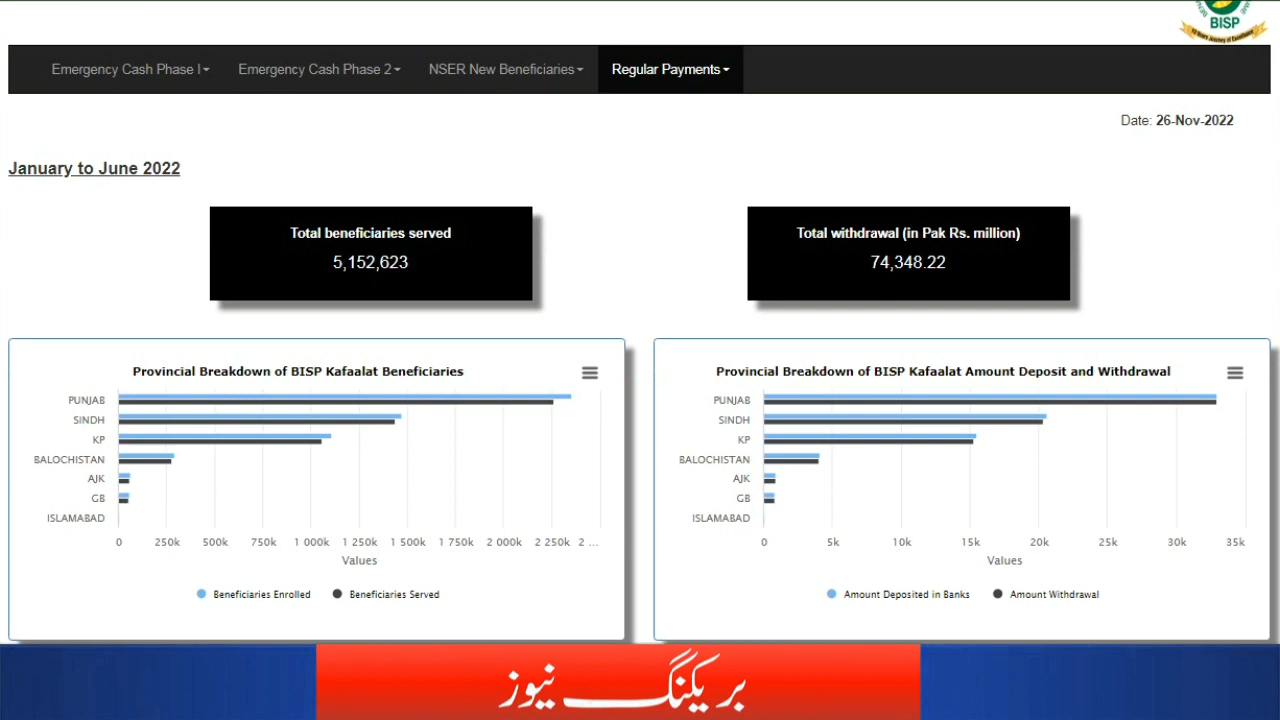 BISP
Emergency Cash Phase I
Emergency Cash Phase 2
NSER New Beneficiaries
Regular Payments
Date: 26-Nov-2022
January to June 2022
Total beneficiaries served
5,152,623
Total withdrawal (in Pak Rs. million)
74,348.22
Provincial Breakdown of BISP Kafaalat Beneficiaries
PUNJAB
SINDH
KP
BALOCHISTAN
AJK
GB
ISLAMABAD
0 250k 500k 750k 1 000k 1 250k 1 500k 1 750k 2 000k 2 250k 2 ...
Values
Beneficiaries Enrolled Beneficiaries Served
Provincial Breakdown of BISP Kafaalat Amount Deposit and Withdrawal
PUNJAB
SINDH
KP
BALOCHISTAN
AJK
GB
ISLAMABAD
0 5k 10k 15k 20k 25k 30k 35k
Values
Amount Deposited in Banks Amount Withdrawal
بریکنگ نیوز